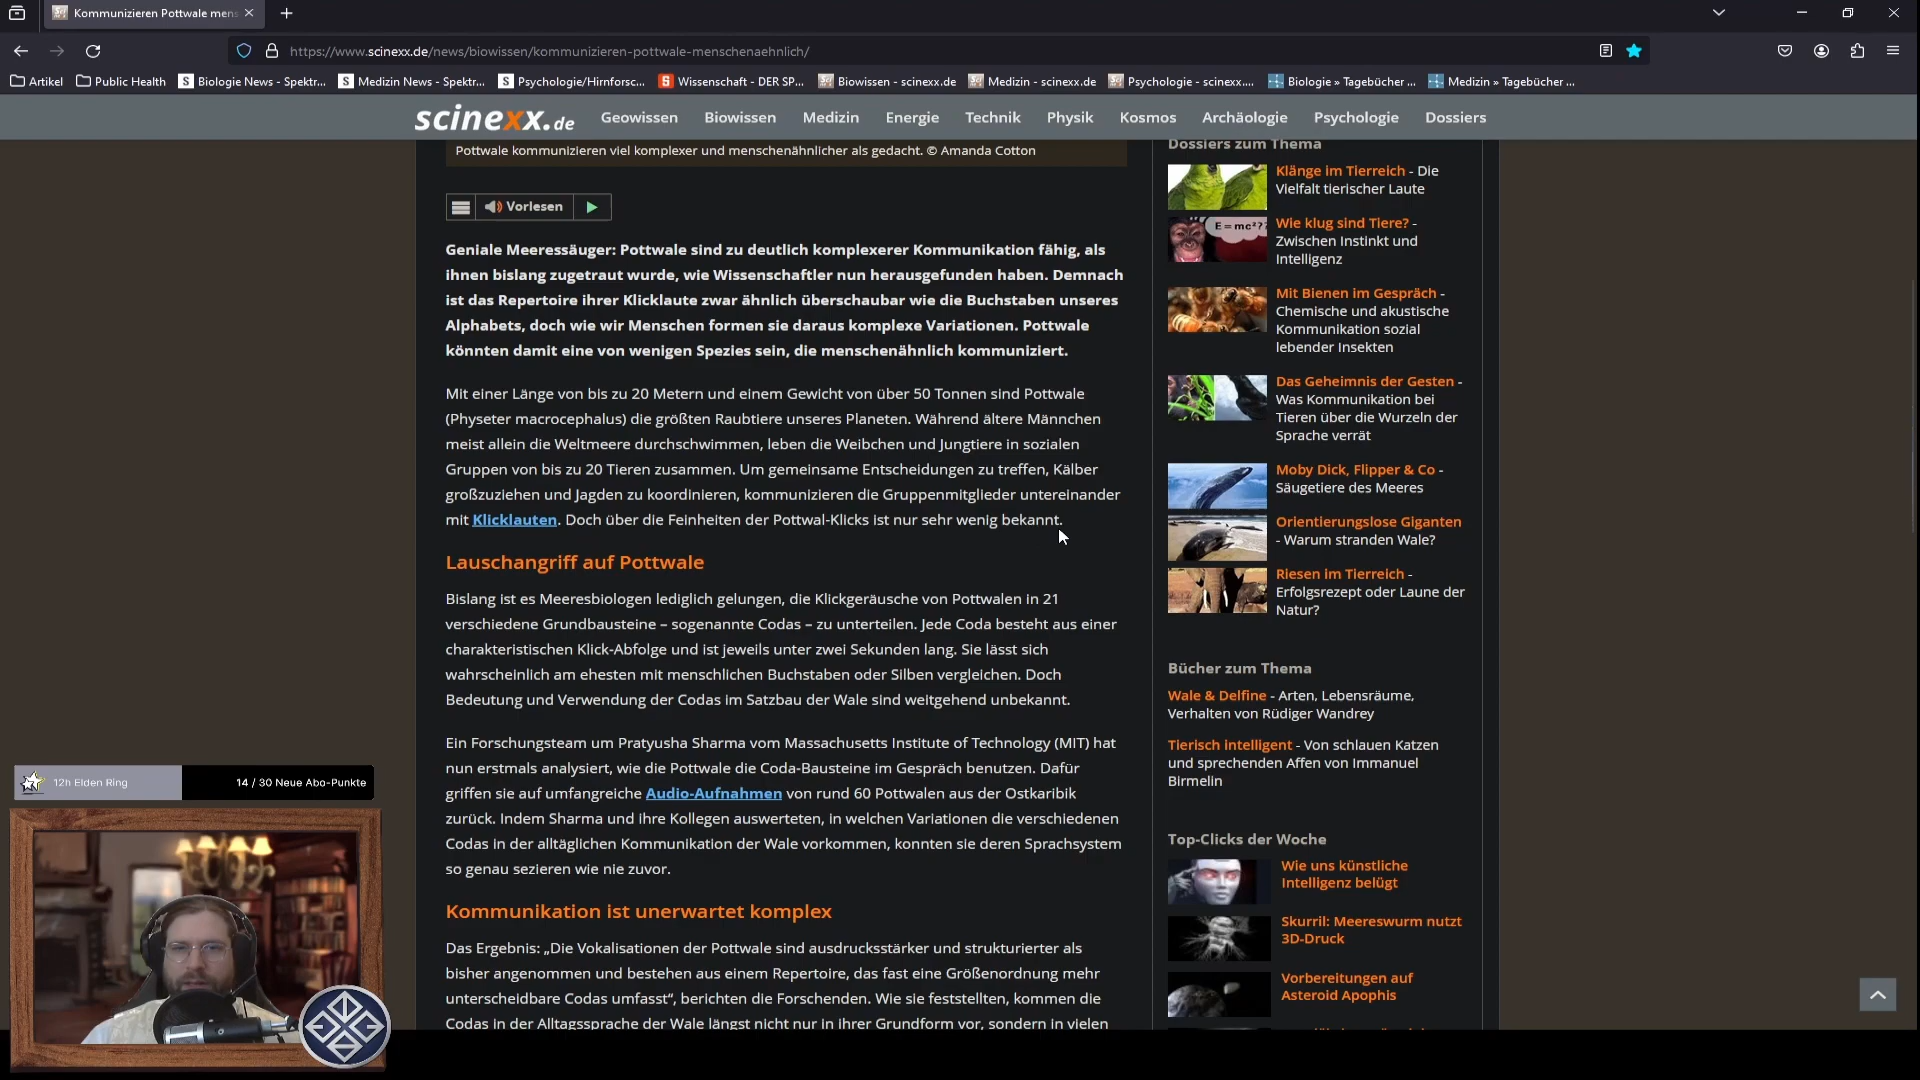 Kommunizieren Pottwale mens
https://www.scinexx.de/news/biowissen/kommunizieren-pottwale-menschenaehnlich/
Artikel
Public Health
Biologie News - Spektr...
Medizin News - Spektr...
Psychologie/Hirnforsc...
Wissenschaft - DER SP...
Biowissen - scinexx.de
Medizin - scinexx.de
Psychologie - scinexx....
Biologie » Tagebücher ...
Medizin » Tagebücher ...
scinexx.de
Geowissen
Biowissen
Medizin
Energie
Technik
Physik
Kosmos
Archäologie
Psychologie
Dossiers
Pottwale kommunizieren viel komplexer und menschenähnlicher als gedacht. © Amanda Cotton
Vorlesen
Geniale Meeressäuger: Pottwale sind zu deutlich komplexerer Kommunikation fähig, als
ihnen bislang zugetraut wurde, wie Wissenschaftler nun herausgefunden haben. Demnach
ist das Repertoire ihrer Klicklaute zwar ähnlich überschaubar wie die Buchstaben unseres
Alphabets, doch wie wir Menschen formen sie daraus komplexe Variationen. Pottwale
könnten damit eine von wenigen Spezies sein, die menschenähnlich kommuniziert.
Mit einer Länge von bis zu 20 Metern und einem Gewicht von über 50 Tonnen sind Pottwale
(Physeter macrocephalus) die größten Raubtiere unseres Planeten. Während ältere Männchen
meist allein die Weltmeere durchschwimmen, leben die Weibchen und Jungtiere in sozialen
Gruppen von bis zu 20 Tieren zusammen. Um gemeinsame Entscheidungen zu treffen, Kälber
großzuziehen und Jagden zu koordinieren, kommunizieren die Gruppenmitglieder untereinander
mit Klicklauten. Doch über die Feinheiten der Pottwal-Klicks ist nur sehr wenig bekannt.
Lauschangriff auf Pottwale
Bislang ist es Meeresbiologen lediglich gelungen, die Klickgeräusche von Pottwalen in 21
verschiedene Grundbausteine – sogenannte Codas – zu unterteilen. Jede Coda besteht aus einer
charakteristischen Klick-Abfolge und ist jeweils unter zwei Sekunden lang. Sie lässt sich
wahrscheinlich am ehesten mit menschlichen Buchstaben oder Silben vergleichen. Doch
Bedeutung und Verwendung der Codas im Satzbau der Wale sind weitgehend unbekannt.
Ein Forschungsteam um Pratyusha Sharma vom Massachusetts Institute of Technology (MIT) hat
nun erstmals analysiert, wie die Pottwale die Coda-Bausteine im Gespräch benutzen. Dafür
griffen sie auf umfangreiche Audio-Aufnahmen von rund 60 Pottwalen aus der Ostkaribik
zurück. Indem Sharma und ihre Kollegen auswerteten, in welchen Variationen die verschiedenen
Codas in der alltäglichen Kommunikation der Wale vorkommen, konnten sie deren Sprachsystem
so genau sezieren wie nie zuvor.
Kommunikation ist unerwartet komplex
Das Ergebnis: „Die Vokalisationen der Pottwale sind ausdrucksstärker und strukturierter als
bisher angenommen und bestehen aus einem Repertoire, das fast eine Größenordnung mehr
unterscheidbare Codas umfasst“, berichten die Forschenden. Wie sie feststellten, kommen die
Codas in der Alltagssprache der Wale längst nicht nur in ihrer Grundform vor, sondern in vielen
Dossiers zum Thema
Klänge im Tierreich - Die
Vielfalt tierischer Laute
E = mc²??
Wie klug sind Tiere? -
Zwischen Instinkt und
Intelligenz
Mit Bienen im Gespräch -
Chemische und akustische
Kommunikation sozial
lebender Insekten
Das Geheimnis der Gesten -
Was Kommunikation bei
Tieren über die Wurzeln der
Sprache verrät
Moby Dick, Flipper & Co -
Säugetiere des Meeres
Orientierungslose Giganten
- Warum stranden Wale?
Riesen im Tierreich -
Erfolgsrezept oder Laune der
Natur?
Bücher zum Thema
Wale & Delfine - Arten, Lebensräume,
Verhalten von Rüdiger Wandrey
Tierisch intelligent - Von schlauen Katzen
und sprechenden Affen von Immanuel
Birmelin
Top-Clicks der Woche
Wie uns künstliche
Intelligenz belügt
Skurril: Meereswurm nutzt
3D-Druck
Vorbereitungen auf
Asteroid Apophis
12h Elden Ring
14 / 30 Neue Abo-Punkte